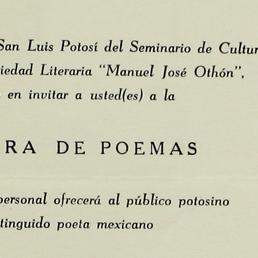 San Luis Potosí del Seminario de Cultur
iedad Literaria "Manuel José Othón",
en invitar a usted(es) a la
RA DE POEMAS
personal ofrecerá al público potosino
tinguido poeta mexicano